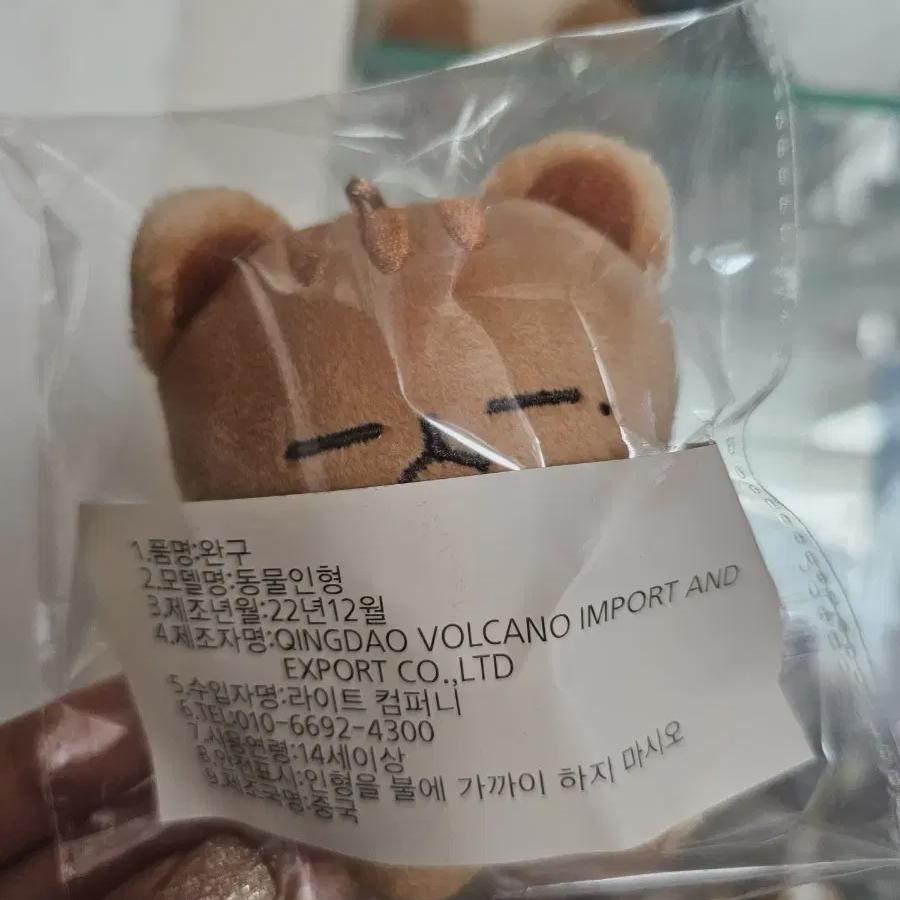 1.품명:완구
2.모델명:동물인형
3.제조년월:22년12월
4.제조자명:QINGDAO VOLCANO IMPORT AND
EXPORT CO.,LTD
5.수입자명:라이트 컴퍼니
6.TEL:010-6692-4300
7.사용연령:14세이상
8.안전표시:인형을 불에 가까이 하지 마시오
9.제조국명:중국